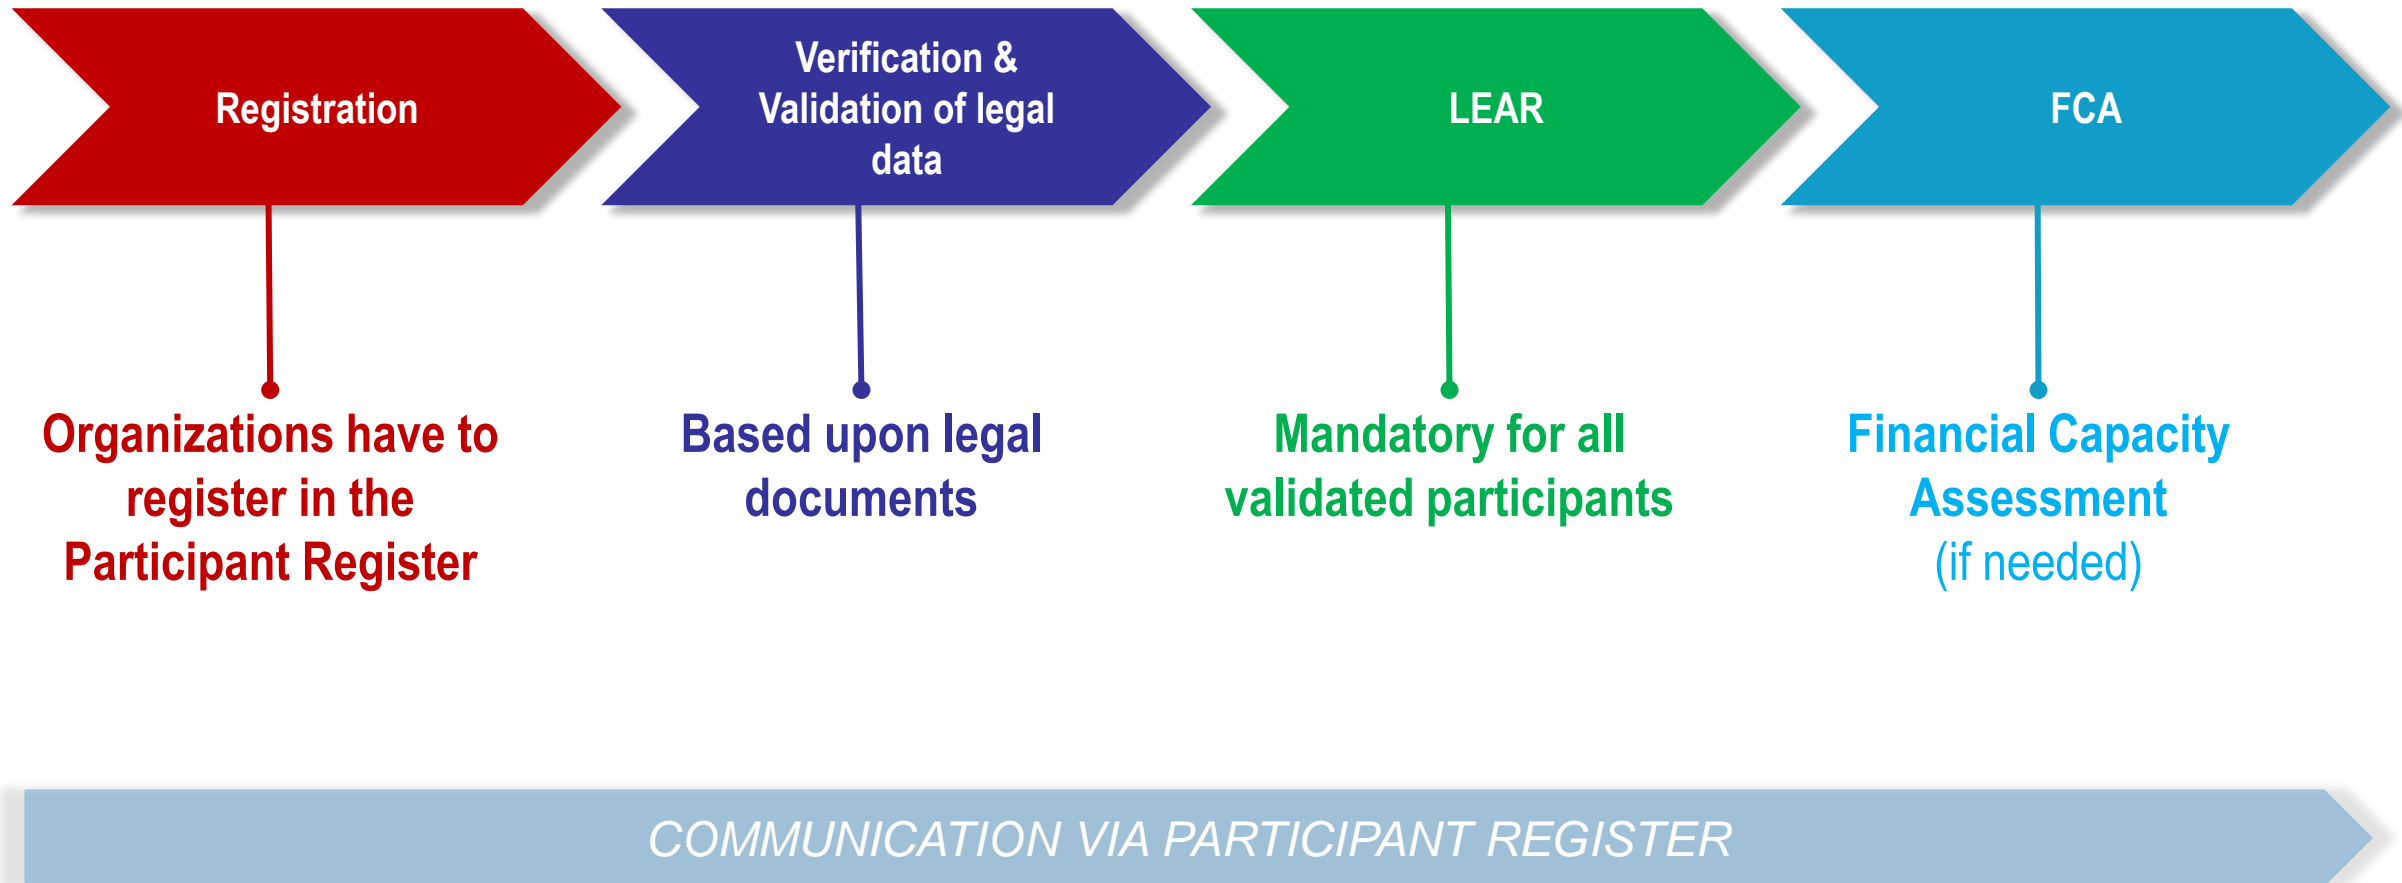 Registration
Verification &
Validation of legal
data
LEAR
FCA
Organizations have to
register in the
Participant Register
Based upon legal
documents
Mandatory for all
validated participants
Financial Capacity
Assessment
(if needed)
COMMUNICATION VIA PARTICIPANT REGISTER